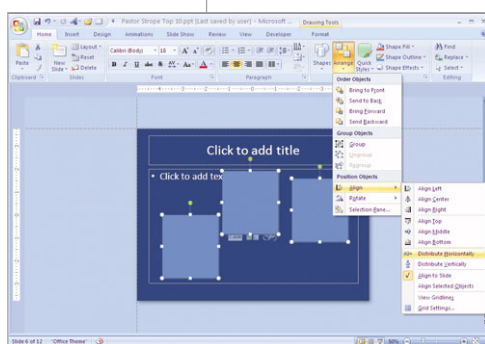 Pastor Strope Top 10.ppt [Last saved by user] - Microsoft ...
Drawing Tools
Home Insert Design Animations Slide Show Review View Developer Format
Paste
New Slide
Layout
Reset
Delete
Calibri (Body) 18
Shapes Arrange Quick Styles
Shape Fill
Shape Outline
Shape Effects
Find
Replace
Select
Clipboard Slides Font Paragraph Editing
Order Objects
Bring to Front
Send to Back
Bring Forward
Send Backward
Group Objects
Group
Ungroup
Regroup
Position Objects
Align
Rotate
Selection Pane...
Align Left
Align Center
Align Right
Align Top
Align Middle
Align Bottom
Distribute Horizontally
Distribute Vertically
Align to Slide
Align Selected Objects
View Gridlines
Grid Settings...
Click to add title
• Click to add tex
Slide 6 of 12 "Office Theme" 90%